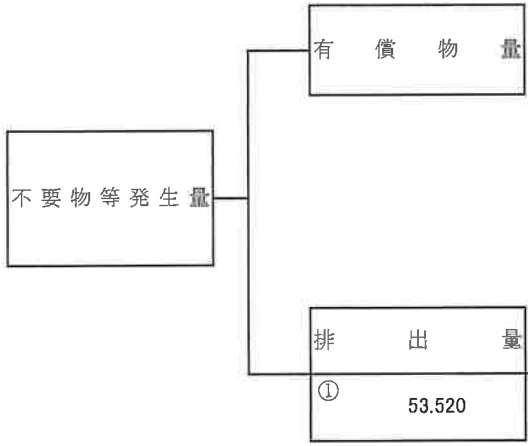 有償物量
不要物等発生量
排出量
①
53.520